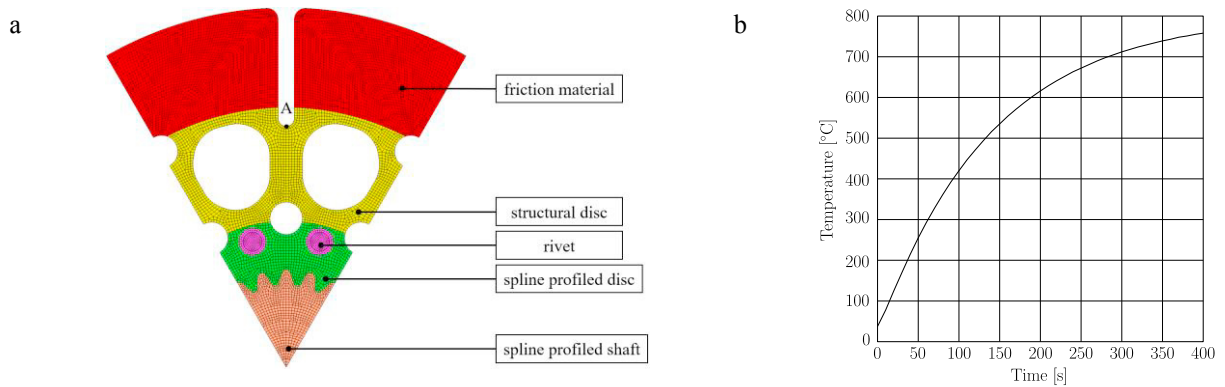 a
A
friction material
structural disc
rivet
spline profiled disc
spline profiled shaft
b
800
700
600
500
400
300
200
100
0
Temperature [°C]
0 50 100 150 200 250 300 350 400
Time [s]